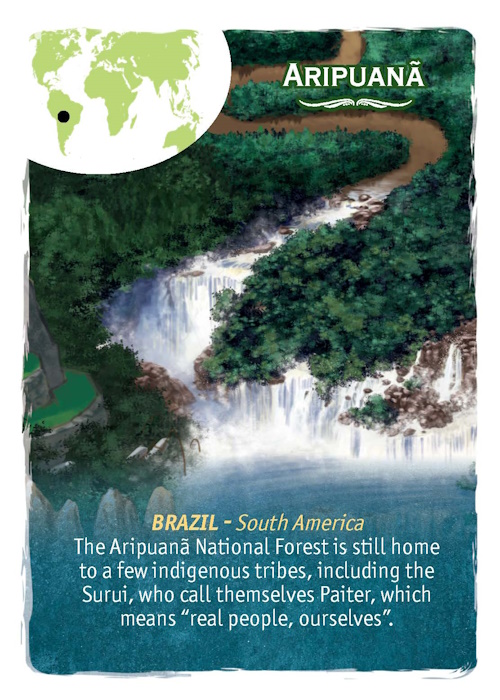 ARIPUANÃ
BRAZIL - South America
The Aripuanã National Forest is still home
to a few indigenous tribes, including the
Surui, who call themselves Paiter, which
means “real people, ourselves”.